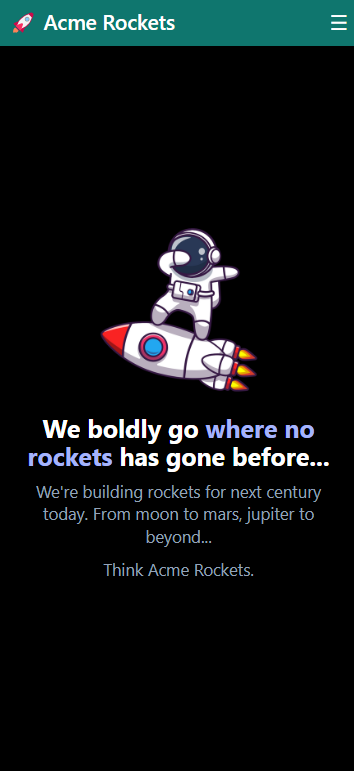 Acme Rockets
We boldly go where no
rockets has gone before...
We're building rockets for next century
today. From moon to mars, jupiter to
beyond...
Think Acme Rockets.